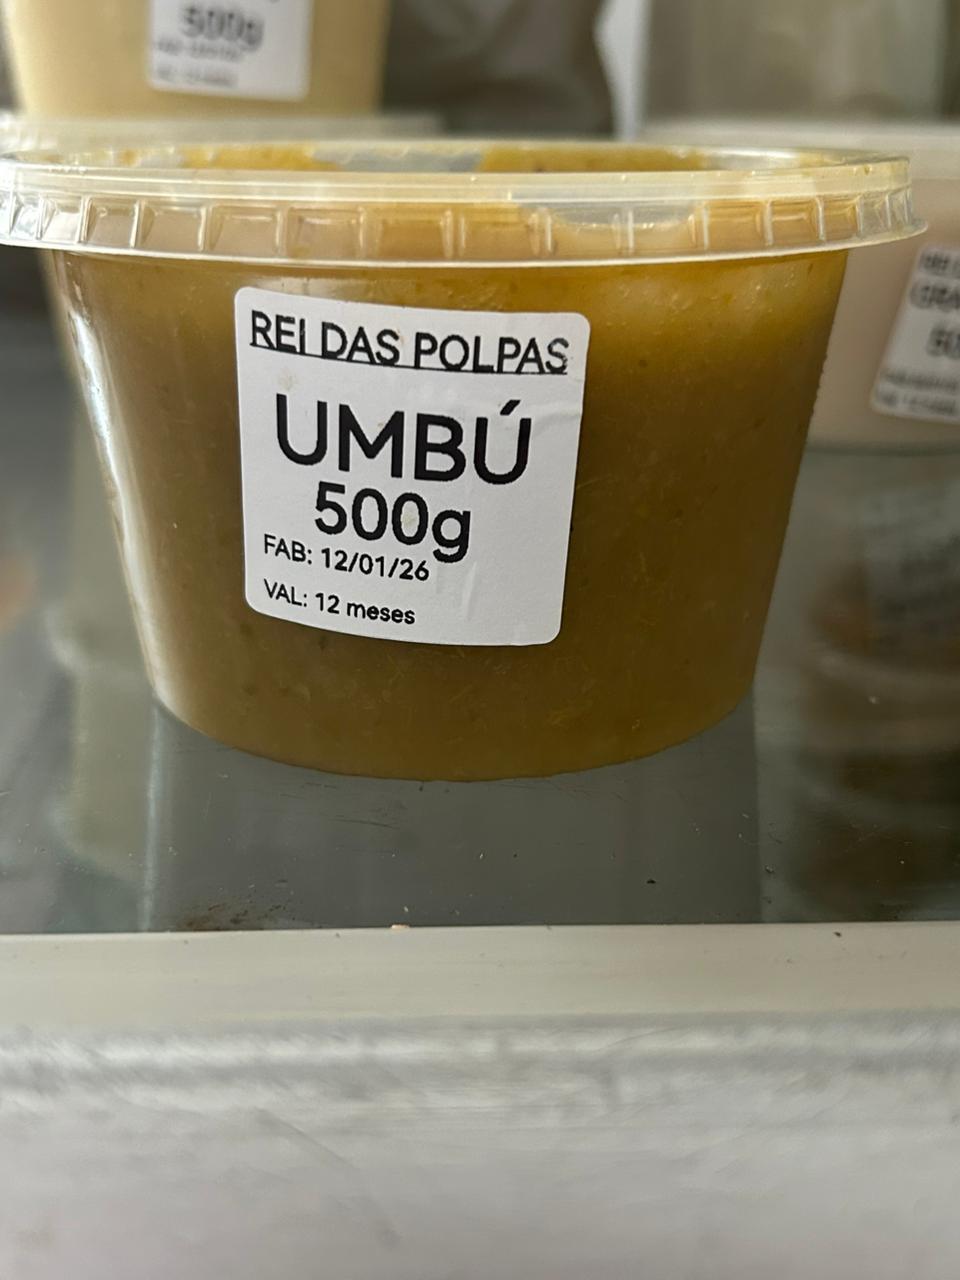 500g
REI DAS POLPAS
UMBÚ
500g
FAB: 12/01/26
VAL: 12 meses